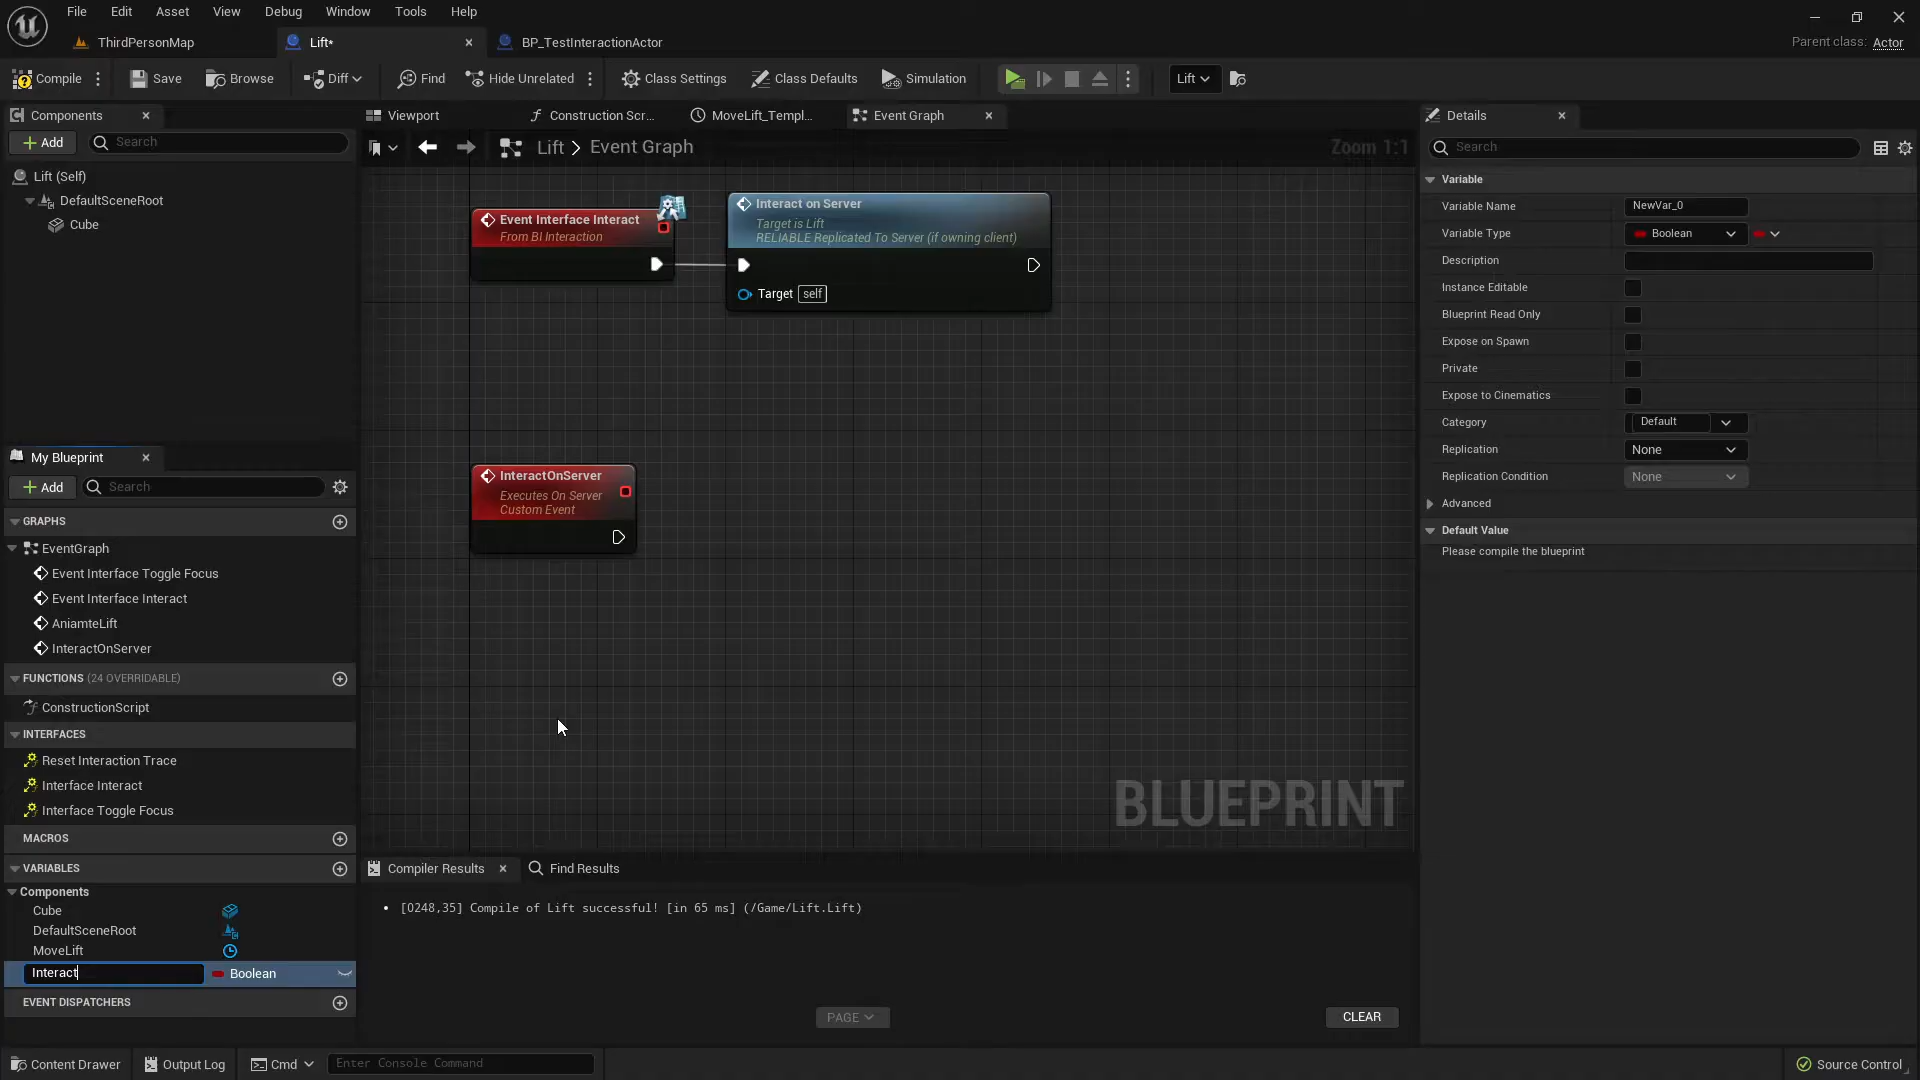 File Edit Asset View Debug Window Tools Help
ThirdPersonMap
Lift*
BP_TestInteractionActor
Parent class: Actor
Compile
Save
Browse
Diff
Find
Hide Unrelated
Class Settings
Class Defaults
Simulation
Lift
Components
Add
Search
Lift (Self)
DefaultSceneRoot
Cube
Viewport
Construction Scr...
MoveLift_Templ...
Event Graph
Lift > Event Graph
Zoom 1:1
Event Interface Interact
From BI Interaction
Interact on Server
Target is Lift
RELIABLE Replicated To Server (if owning client)
Target self
InteractOnServer
Executes On Server
Custom Event
BLUEPRINT
My Blueprint
Add
Search
GRAPHS
EventGraph
Event Interface Toggle Focus
Event Interface Interact
AniamteLift
InteractOnServer
FUNCTIONS (24 OVERRIDABLE)
ConstructionScript
INTERFACES
Reset Interaction Trace
Interface Interact
Interface Toggle Focus
MACROS
VARIABLES
Components
Cube
DefaultSceneRoot
MoveLift
Interact Boolean
EVENT DISPATCHERS
Compiler Results
Find Results
• [0248,35] Compile of Lift successful! [in 65 ms] (/Game/Lift.Lift)
PAGE
CLEAR
Details
Search
Variable
Variable Name NewVar_0
Variable Type Boolean
Description
Instance Editable
Blueprint Read Only
Expose on Spawn
Private
Expose to Cinematics
Category Default
Replication None
Replication Condition None
Advanced
Default Value
Please compile the blueprint
Content Drawer
Output Log
Cmd
Enter Console Command
Source Control